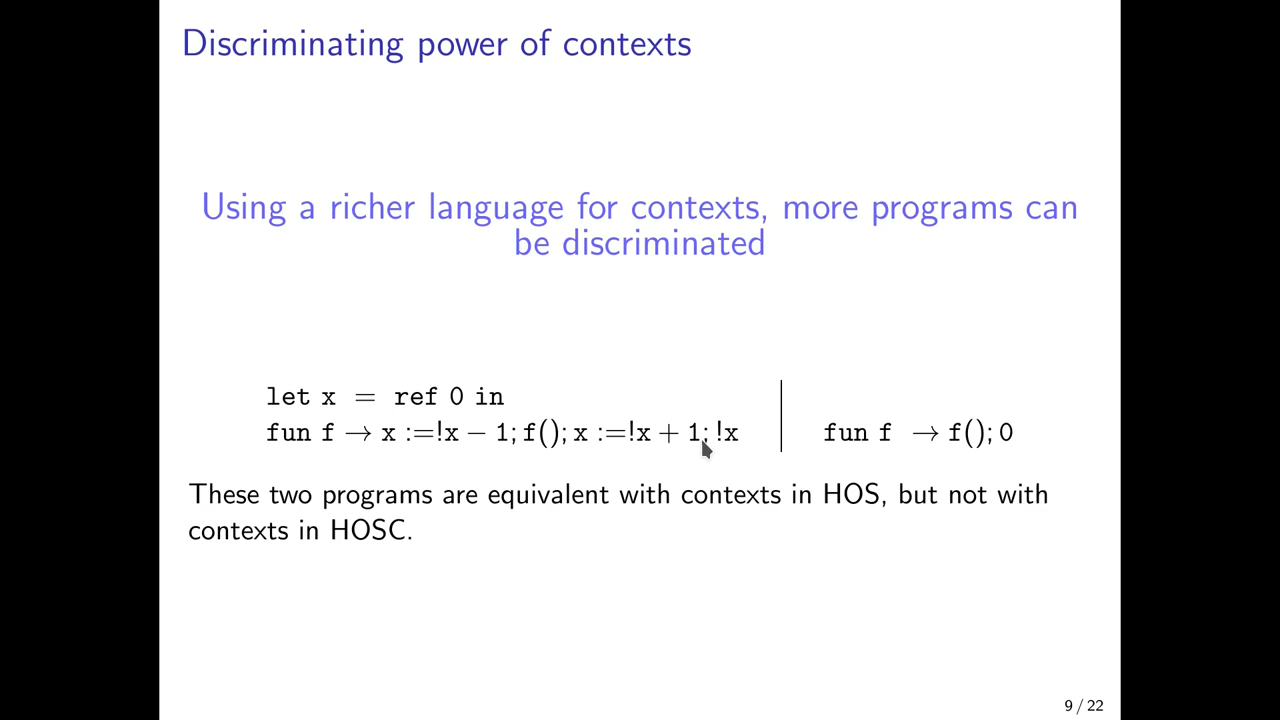 Discriminating power of contexts
Using a richer language for contexts, more programs can
be discriminated
let x = ref 0 in
fun f → x :=!x − 1; f(); x :=!x + 1; !x
fun f → f(); 0
These two programs are equivalent with contexts in HOS, but not with
contexts in HOSC.
9 / 22